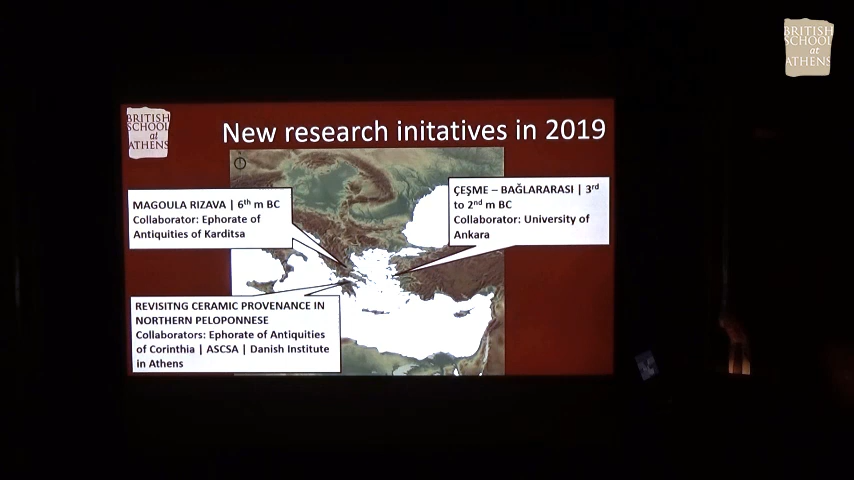 BRITISH
SCHOOL
at
ATHENS
BRITISH
SCHOOL
at
ATHENS
New research initatives in 2019
MAGOULA RIZAVA | 6th m BC
Collaborator: Ephorate of
Antiquities of Karditsa
ÇEŞME – BAĞLARARASI | 3rd
to 2nd m BC
Collaborator: University of
Ankara
REVISITNG CERAMIC PROVENANCE IN
NORTHERN PELOPONNESE
Collaborators: Ephorate of Antiquities
of Corinthia | ASCSA | Danish Institute
in Athens